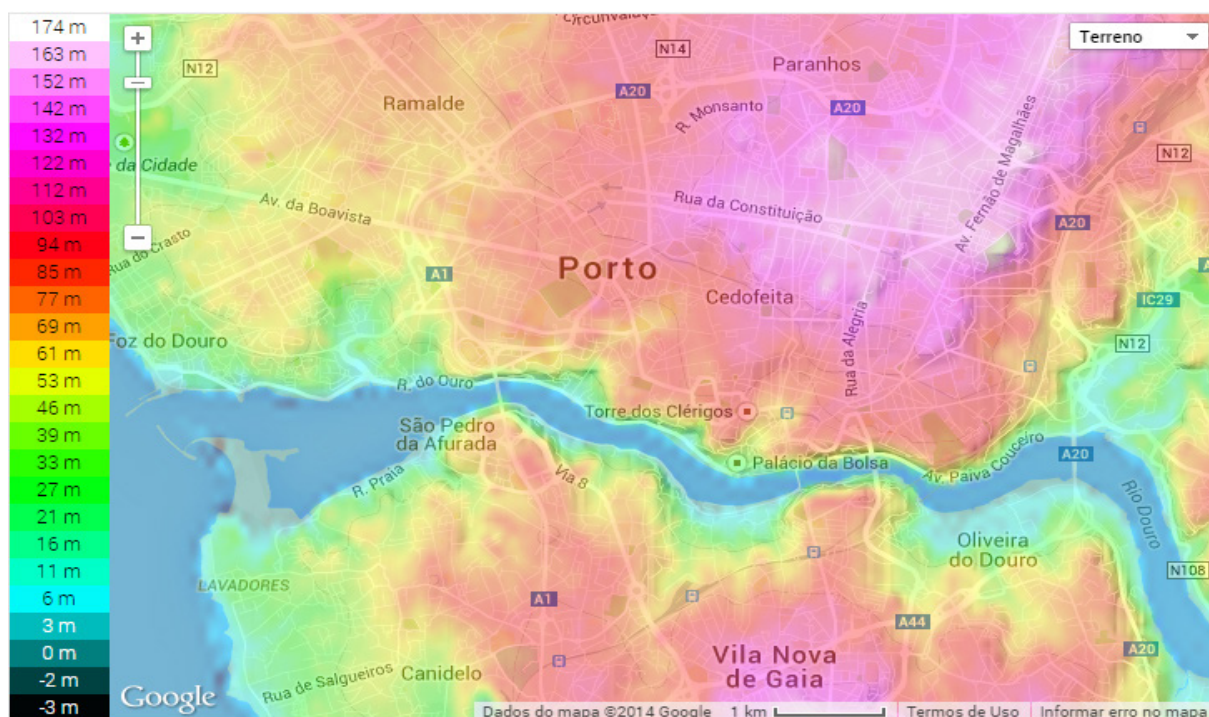 174 m
163 m
152 m
142 m
132 m
122 m
112 m
103 m
94 m
85 m
77 m
69 m
61 m
53 m
46 m
39 m
33 m
27 m
21 m
16 m
11 m
6 m
3 m
0 m
-2 m
-3 m
Terreno
N14
N12
Paranhos
A20
Ramalde
A20
R. Monsanto
Av. Fernão de Magalhães
da Cidade
N12
Av. da Boavista
Rua da Constituição
A20
Rua do Crasto
Porto
A1
Cedofeita
IC29
Foz do Douro
N12
Rua da Alegria
R. do Ouro
Torre dos Clérigos
São Pedro
da Afurada
Palácio da Bolsa
Av. Paiva Couceiro
A20
R. Praia
Via 8
Rio Douro
Oliveira
do Douro
N108
LAVADORES
A1
A44
A20
Vila Nova
de Gaia
Canidelo
Rua de Salgueiros
Google
Dados do mapa ©2014 Google
1 km
Termos de Uso
Informar erro no mapa